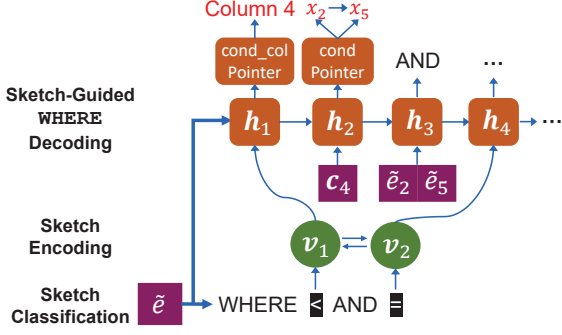 Column 4 x₂→x₅
cond_col Pointer
cond Pointer
AND
...
Sketch-Guided
WHERE
Decoding
h₁ h₂ h₃ h₄ ...
c₄ ẽ₂ ẽ₅
Sketch
Encoding
v₁ v₂
Sketch
Classification
ẽ WHERE < AND =